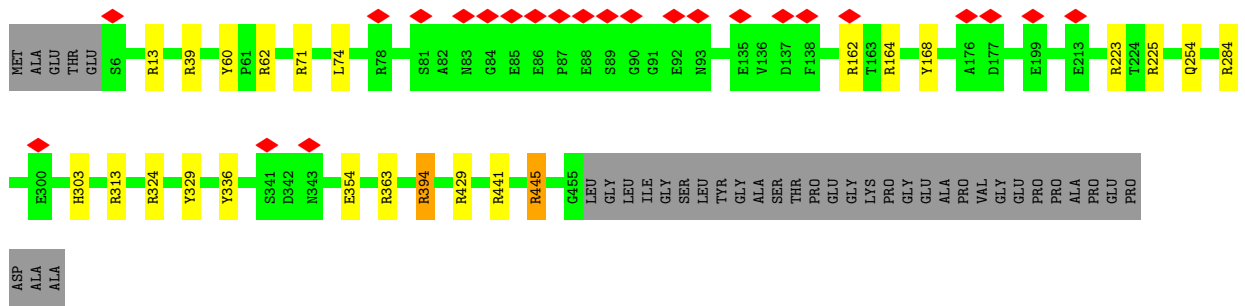 MET ALA GLU THR GLU S6 R13 R39 Y60 P61 R62 R71 L74 R78 S81 A82 N83 G84 E85 E86 P87 E88 S89 G90 G91 E92 N93 E135 V136 D137 F138 R162 T163 R164 Y168 A176 D177 E199 E213 R223 T224 R225 Q254 R284
E300 H303 R313 R324 Y329 Y336 S341 D342 N343 E354 R363 R394 R429 R441 R445 G455 LEU GLY LEU ILE GLY SER LEU TYR GLY ALA SER THR PRO GLU GLY LYS PRO GLY GLU ALA PRO VAL GLY GLU PRO PRO ALA PRO GLU PRO
ASP ALA ALA